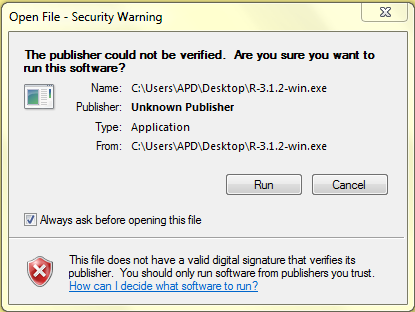 Open File - Security Warning
The publisher could not be verified. Are you sure you want to
run this software?
Name: C:\Users\APD\Desktop\R-3.1.2-win.exe
Publisher: Unknown Publisher
Type: Application
From: C:\Users\APD\Desktop\R-3.1.2-win.exe
Run Cancel
Always ask before opening this file
This file does not have a valid digital signature that verifies its
publisher. You should only run software from publishers you trust.
How can I decide what software to run?